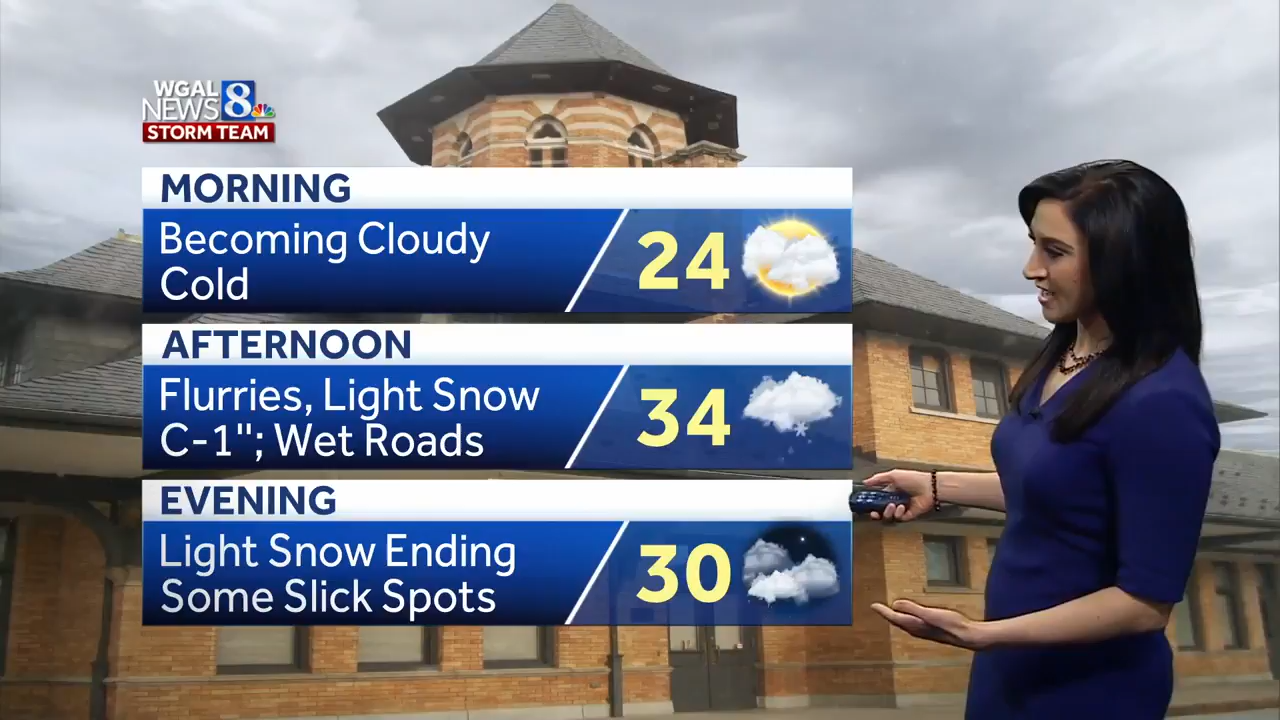 WGAL
NEWS 8
STORM TEAM
MORNING
Becoming Cloudy
Cold
24
AFTERNOON
Flurries, Light Snow
C-1"; Wet Roads
34
EVENING
Light Snow Ending
Some Slick Spots
30